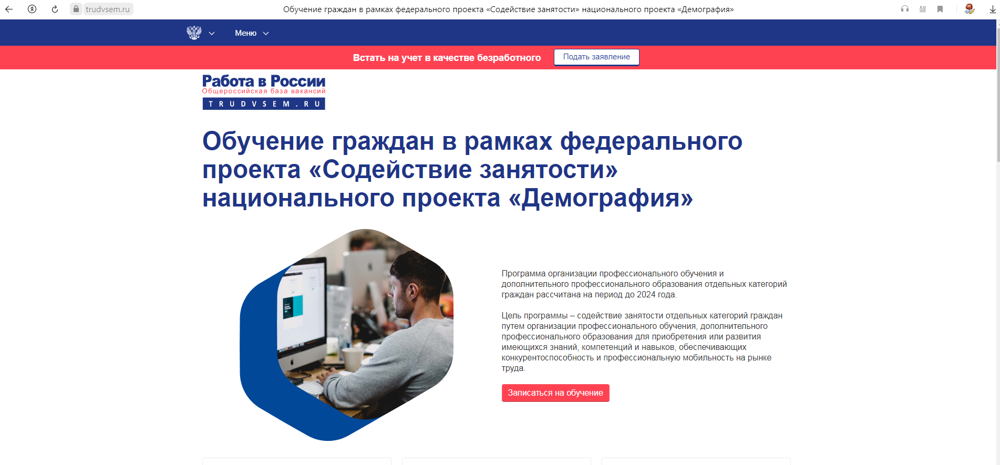 trudvsem.ru
Обучение граждан в рамках федерального проекта «Содействие занятости» национального проекта «Демография»
Меню
Встать на учет в качестве безработного
Подать заявление
Работа в России
Общероссийская база вакансий
TRUDVSEM.RU
Обучение граждан в рамках федерального
проекта «Содействие занятости»
национального проекта «Демография»
Программа организации профессионального обучения и
дополнительного профессионального образования отдельных категорий
граждан рассчитана на период до 2024 года.
Цель программы – содействие занятости отдельных категорий граждан
путем организации профессионального обучения, дополнительного
профессионального образования для приобретения или развития
имеющихся знаний, компетенций и навыков, обеспечивающих
конкурентоспособность и профессиональную мобильность на рынке
труда.
Записаться на обучение